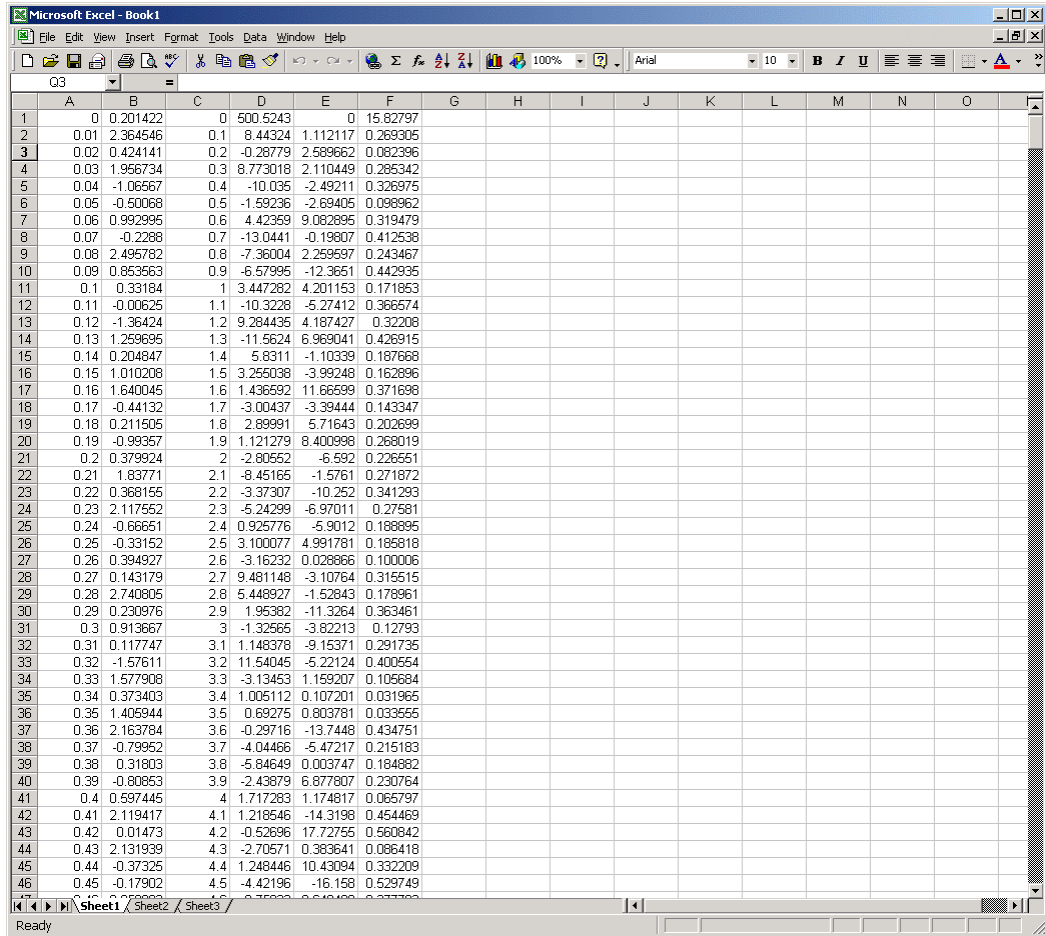 Microsoft Excel - Book1
File Edit View Insert Format Tools Data Window Help
100% Arial 10 B I U
Q3 =
A B C D E F G H I J K L M N O
1 0 0.201422 0 500.5243 0 15.82797
2 0.01 2.364546 0.1 8.44324 1.112117 0.269305
3 0.02 0.424141 0.2 -0.28779 2.589662 0.082396
4 0.03 1.956734 0.3 8.773018 2.110449 0.285342
5 0.04 -1.06567 0.4 -10.035 -2.49211 0.326975
6 0.05 -0.50068 0.5 -1.59236 -2.69405 0.098962
7 0.06 0.992995 0.6 4.42359 9.082895 0.319479
8 0.07 -0.2288 0.7 -13.0441 -0.19807 0.412538
9 0.08 2.495782 0.8 -7.36004 2.259597 0.243467
10 0.09 0.853563 0.9 -6.57995 -12.3651 0.442935
11 0.1 0.33184 1 3.447282 4.201153 0.171853
12 0.11 -0.00625 1.1 -10.3228 -5.27412 0.366574
13 0.12 -1.36424 1.2 9.284435 4.187427 0.32208
14 0.13 1.259695 1.3 -11.5624 6.969041 0.426915
15 0.14 0.204847 1.4 5.8311 -1.10339 0.187668
16 0.15 1.010208 1.5 3.255038 -3.99248 0.162896
17 0.16 1.640045 1.6 1.436592 11.66599 0.371698
18 0.17 -0.44132 1.7 -3.00437 -3.39444 0.143347
19 0.18 0.211505 1.8 2.89991 5.71643 0.202699
20 0.19 -0.99357 1.9 1.121279 8.400998 0.268019
21 0.2 0.379924 2 -2.80552 -6.592 0.226551
22 0.21 1.83771 2.1 -8.45165 -1.5761 0.271872
23 0.22 0.368155 2.2 -3.37307 -10.252 0.341293
24 0.23 2.117552 2.3 -5.24299 -6.97011 0.27581
25 0.24 -0.66651 2.4 0.925776 -5.9012 0.188895
26 0.25 -0.33152 2.5 3.100077 4.991781 0.185818
27 0.26 0.394927 2.6 -3.16232 0.028866 0.100006
28 0.27 0.143179 2.7 9.481148 -3.10764 0.315515
29 0.28 2.740805 2.8 5.448927 -1.52843 0.178961
30 0.29 0.230976 2.9 1.95382 -11.3264 0.363461
31 0.3 0.913667 3 -1.32565 -3.82213 0.12793
32 0.31 0.117747 3.1 1.148378 -9.15371 0.291735
33 0.32 -1.57611 3.2 11.54045 -5.22124 0.400554
34 0.33 1.577908 3.3 -3.13453 1.159207 0.105684
35 0.34 0.373403 3.4 1.005112 0.107201 0.031965
36 0.35 1.405944 3.5 0.69275 0.803781 0.033555
37 0.36 2.163784 3.6 -0.29716 -13.7448 0.434751
38 0.37 -0.79952 3.7 -4.04466 -5.47217 0.215183
39 0.38 0.31803 3.8 -5.84649 0.003747 0.184882
40 0.39 -0.80853 3.9 -2.43879 6.877807 0.230764
41 0.4 0.597445 4 1.717283 1.174817 0.065797
42 0.41 2.119417 4.1 1.218546 -14.3198 0.454469
43 0.42 0.01473 4.2 -0.52696 17.72755 0.560842
44 0.43 2.131939 4.3 -2.70571 0.383641 0.086418
45 0.44 -0.37325 4.4 1.248446 10.43094 0.332209
46 0.45 -0.17902 4.5 -4.42196 -16.158 0.529749
Sheet1 Sheet2 Sheet3
Ready